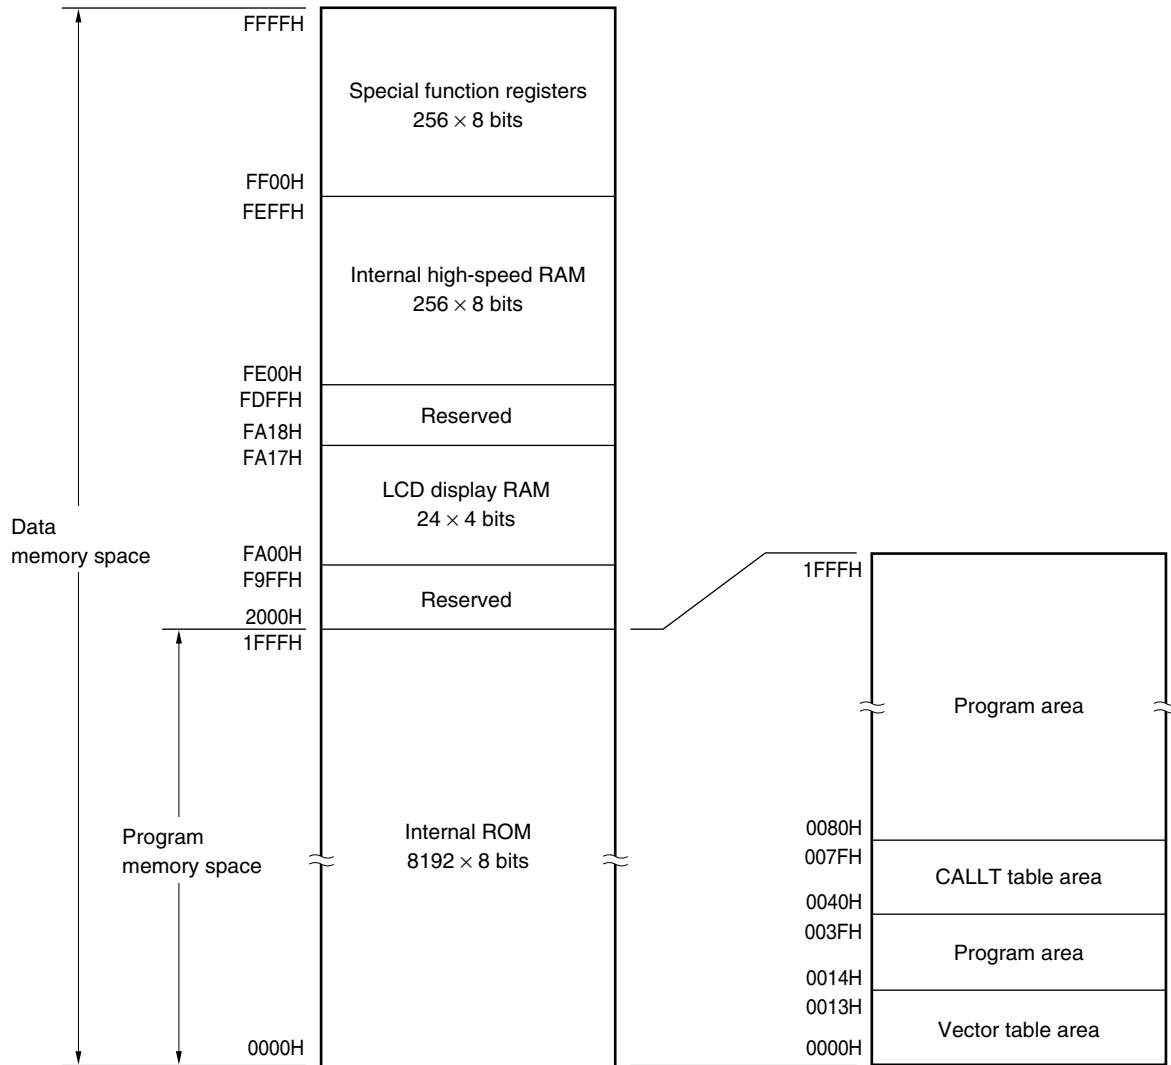 FFFFH
Special function registers
256 × 8 bits
FF00H
FEFFH
Internal high-speed RAM
256 × 8 bits
FE00H
FDFFH
Reserved
FA18H
FA17H
LCD display RAM
24 × 4 bits
Data
memory space
FA00H
F9FFH
Reserved
2000H
1FFFH
Program
memory space
Internal ROM
8192 × 8 bits
0000H
1FFFH
Program area
0080H
007FH
CALLT table area
0040H
003FH
Program area
0014H
0013H
Vector table area
0000H